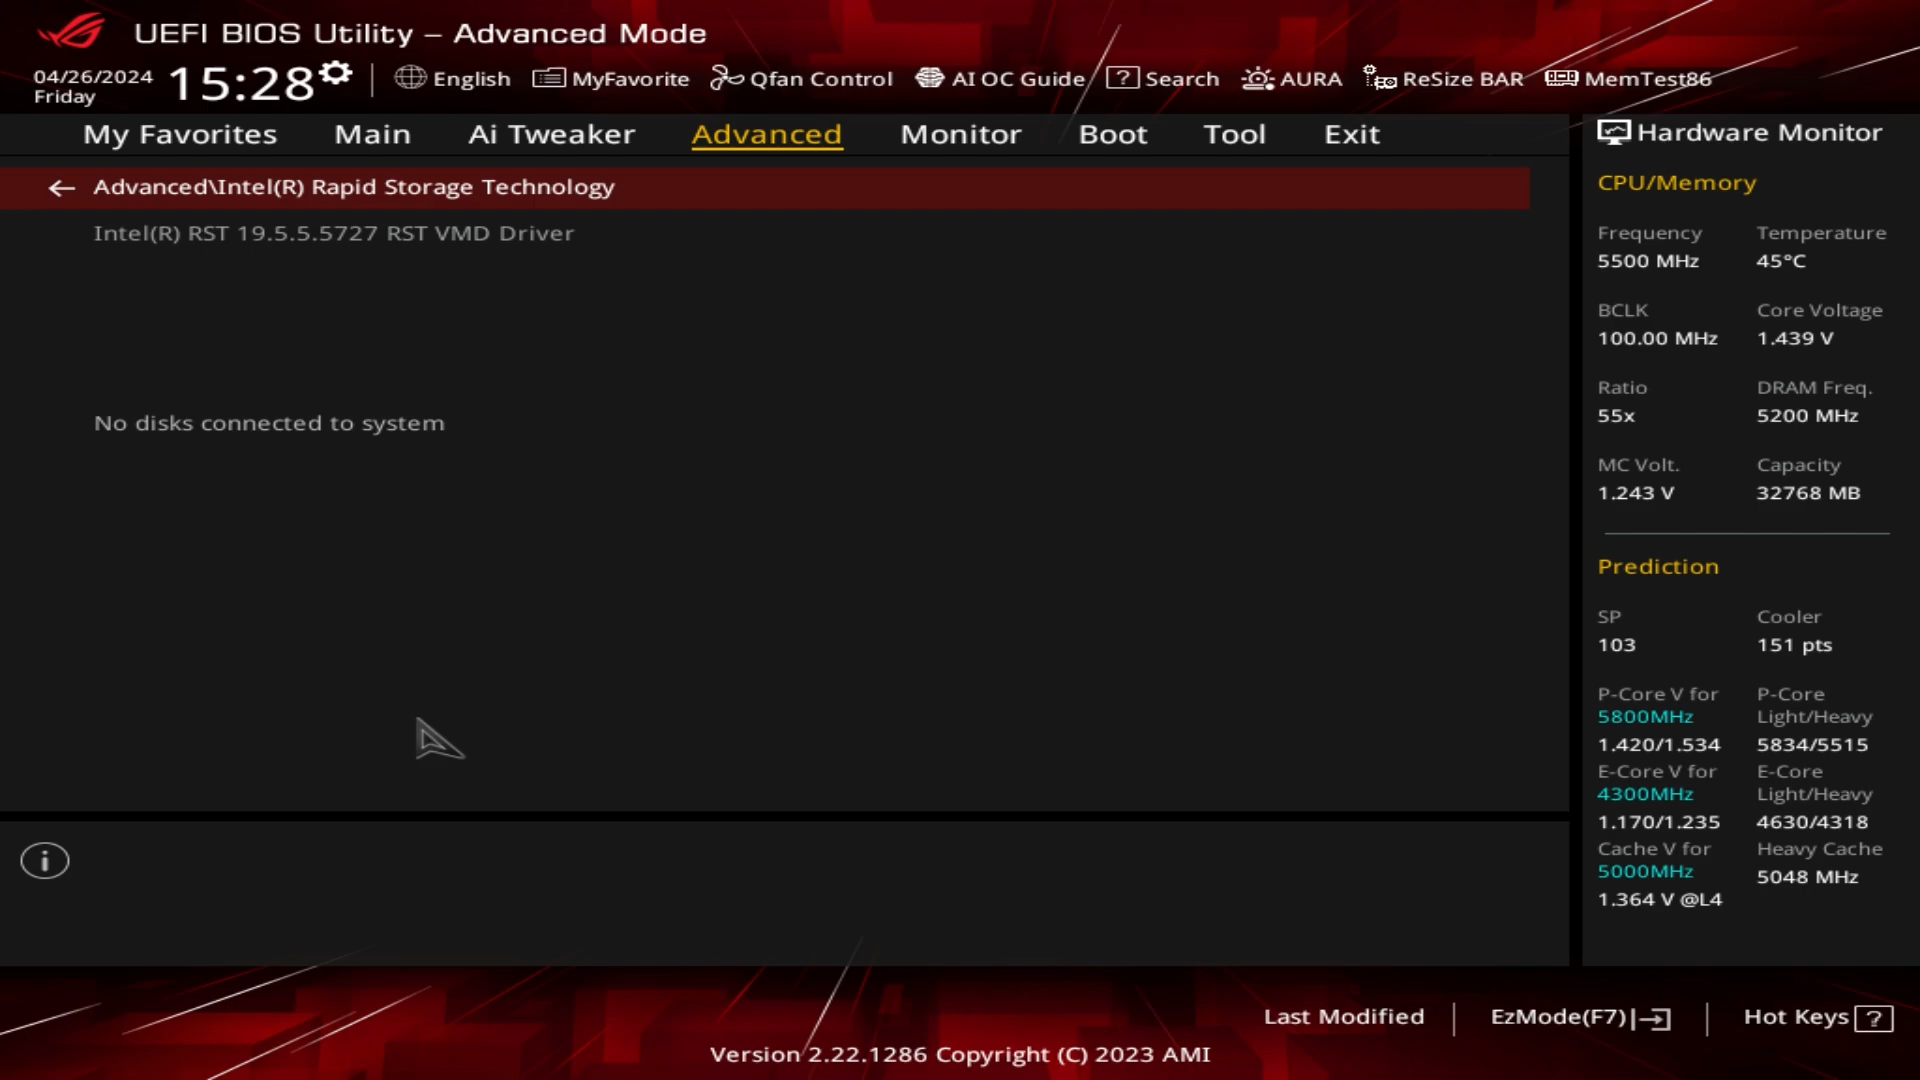 UEFI BIOS Utility – Advanced Mode
04/26/2024
Friday
15:28
English
MyFavorite
Qfan Control
AI OC Guide
? Search
AURA
ReSize BAR
MemTest86
My Favorites
Main
Ai Tweaker
Advanced
Monitor
Boot
Tool
Exit
Hardware Monitor
Advanced\Intel(R) Rapid Storage Technology
Intel(R) RST 19.5.5.5727 RST VMD Driver
No disks connected to system
CPU/Memory
Frequency Temperature
5500 MHz 45°C
BCLK Core Voltage
100.00 MHz 1.439 V
Ratio DRAM Freq.
55x 5200 MHz
MC Volt. Capacity
1.243 V 32768 MB
Prediction
SP Cooler
103 151 pts
P-Core V for P-Core
5800MHz Light/Heavy
1.420/1.534 5834/5515
E-Core V for E-Core
4300MHz Light/Heavy
1.170/1.235 4630/4318
Cache V for Heavy Cache
5000MHz 5048 MHz
1.364 V @L4
i
Last Modified
EzMode(F7)
Hot Keys ?
Version 2.22.1286 Copyright (C) 2023 AMI